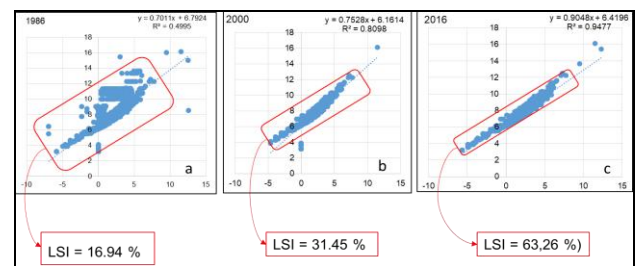 1986
y = 0.7011x + 6.7924
R² = 0.4995
18
16
14
12
10
8
6
4
2
0
-10 -5 0 5 10 15
a
2000
y = 0.7528x + 6.1614
R² = 0.8098
18
16
14
12
10
8
6
4
2
0
-10 -5 0 5 10 15
b
2016
y = 0.9048x + 6.4196
R² = 0.9477
18
16
14
12
10
8
6
4
2
0
-10 -5 0 5 10 15
c
LSI = 16.94 %
LSI = 31.45 %
LSI = 63,26 %)